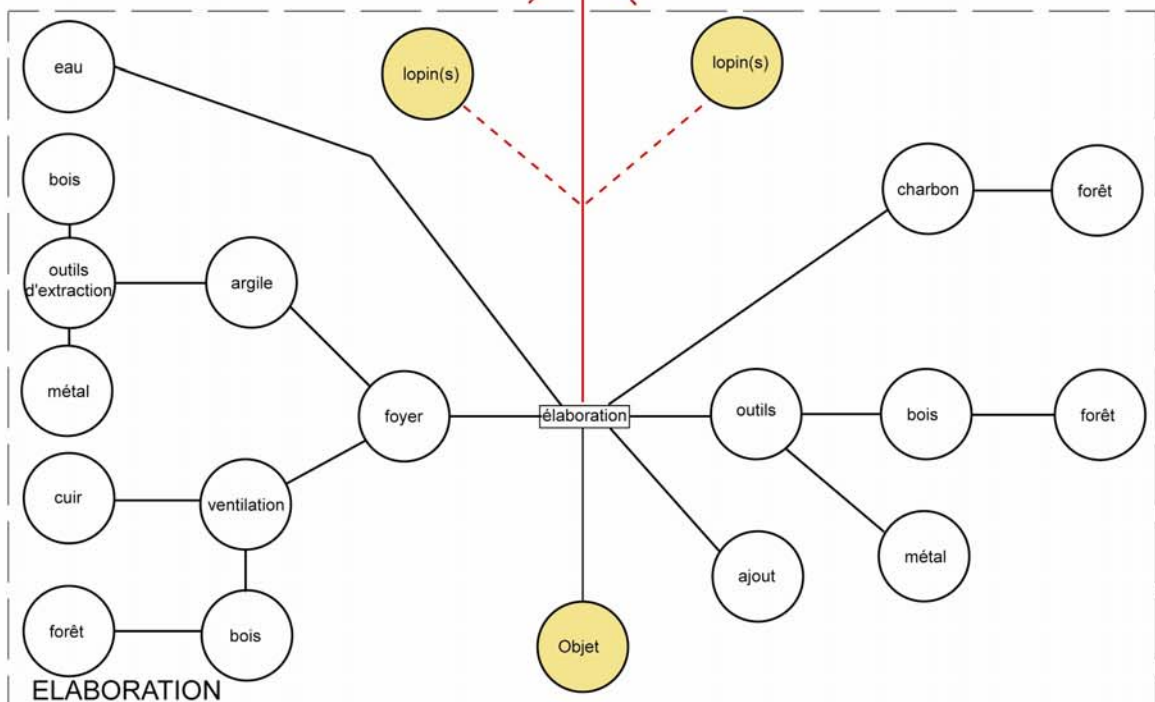 eau
lopin(s)
lopin(s)
bois
charbon
forêt
outils
d'extraction
argile
métal
foyer
élaboration
outils
bois
forêt
cuir
ventilation
métal
ajout
forêt
bois
Objet
ELABORATION